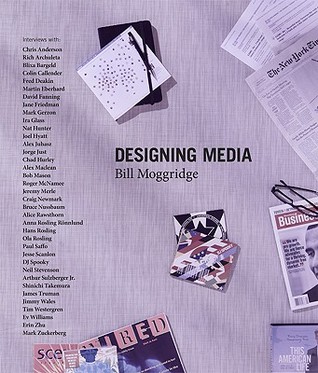 Interviews with:
Chris Anderson
Rich Archuleta
Blixa Bargeld
Colin Callender
Fred Deakin
Martin Eberhard
David Fanning
Jane Friedman
Mark Gerzon
Ira Glass
Nat Hunter
Joel Hyatt
Alex Juhasz
Jorge Just
Chad Hurley
Alex Maclean
Bob Mason
Roger McNamee
Jeremy Merle
Craig Newmark
Bruce Nussbaum
Alice Rawsthorn
Anna Rosling Rönnlund
Hans Rosling
Ola Rosling
Paul Saffo
Jesse Scanlon
DJ Spooky
Neil Stevenson
Arthur Sulzberger Jr.
Shinichi Takemura
James Truman
Jimmy Wales
Tim Westergren
Ev Williams
Erin Zhu
Mark Zuckerberg
DESIGNING MEDIA
Bill Moggridge
The New York Times
Business
WIRED
sce
THIS
AMERICAN
LIFE